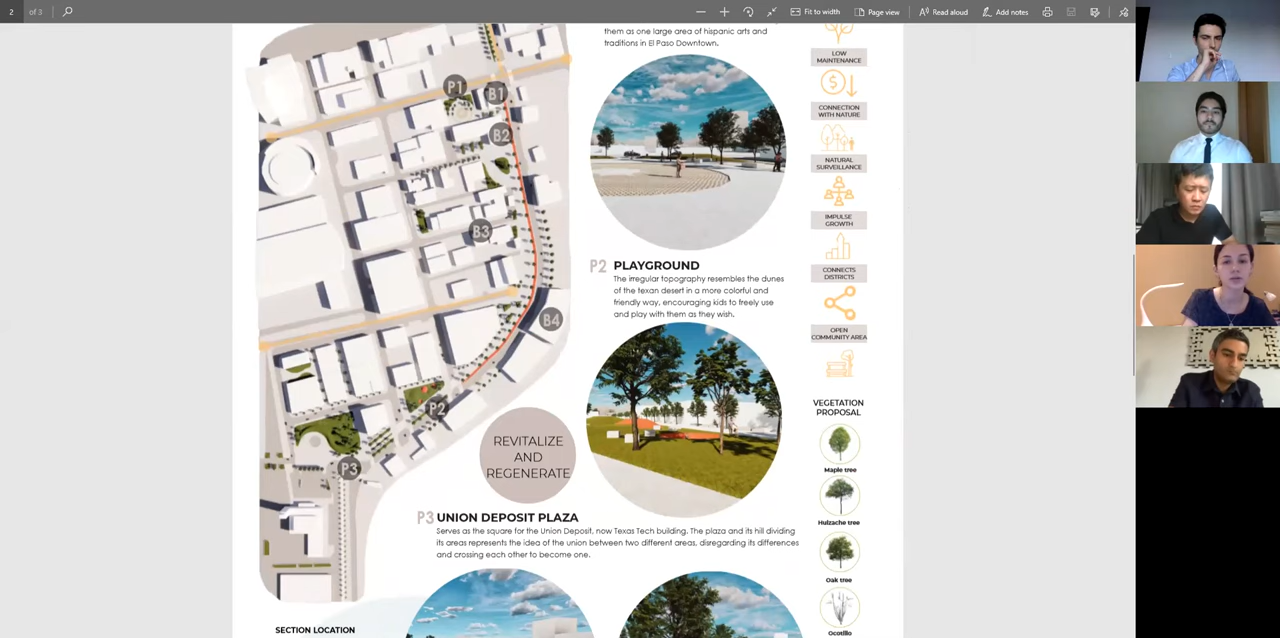 2
of 3
Fit to width
Page view
Read aloud
Add notes
them as one large area of hispanic arts and
traditions in El Paso Downtown.
P1
B1
B2
B3
B4
P2
P3
REVITALIZE
AND
REGENERATE
P2 PLAYGROUND
The irregular topography resembles the dunes
of the texan desert in a more colorful and
friendly way, encouraging kids to freely use
and play with them as they wish.
P3 UNION DEPOSIT PLAZA
Serves as the square for the Union Deposit, now Texas Tech building. The plaza and its hill dividing
its areas represents the idea of the union between two different areas, disregarding its differences
and crossing each other to become one.
SECTION LOCATION
LOW
MAINTENANCE
$
CONNECTION
WITH NATURE
NATURAL
SURVEILLANCE
IMPULSE
GROWTH
CONNECTS
DISTRICTS
OPEN
COMMUNITY AREA
VEGETATION
PROPOSAL
Maple tree
Huizache tree
Oak tree
Ocotillo